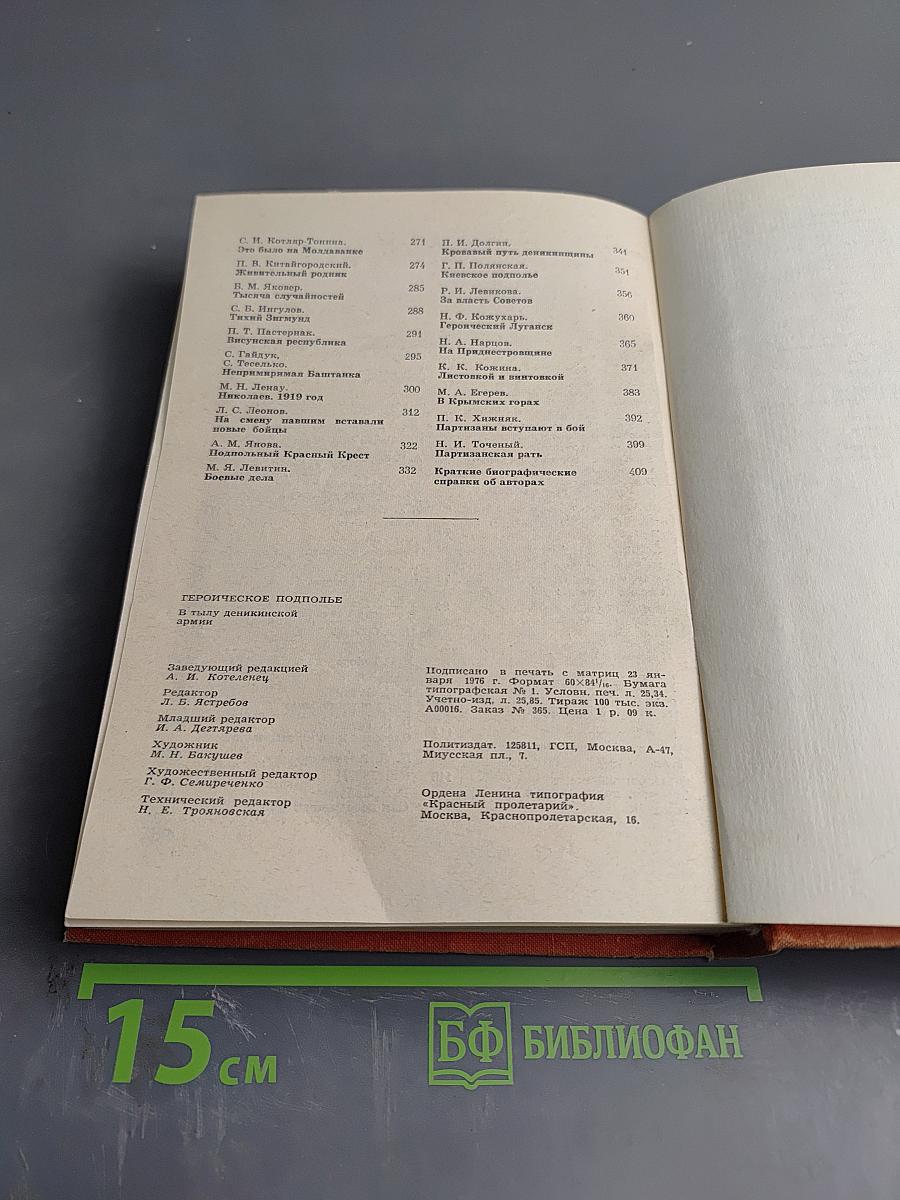 С. И. Котляр-Тонина. 271
Это было на Молдаванке
П. В. Китайгородский. 274
Живительный родник
В. М. Яковер. 285
Тысяча случайностей
С. Б. Ингулов. 288
Тихий Зигмунд
П. Т. Пастернак. 291
Висунская республика
С. Гайдук, 295
С. Теселько.
Непримиримая Баштанка
М. Н. Ленау. 300
Николаев. 1919 год
Л. С. Леонов. 312
На смену павшим вставали
новые бойцы
А. М. Янова. 322
Подпольный Красный Крест
М. Я. Левитин. 332
Боевые дела
П. И. Долгин.
Кровавый путь деникинщины 341
Г. П. Полянская. 351
Киевское подполье
Р. И. Левикова. 356
За власть Советов
Н. Ф. Кожухарь. 360
Героический Луганск
Н. А. Нарцов. 365
На Приднестровщине
К. К. Кожина. 371
Листовкой и винтовкой
М. А. Егерев. 383
В Крымских горах
П. К. Хижняк. 392
Партизаны вступают в бой
Н. И. Точеный. 399
Партизанская рать
Краткие биографические 409
справки об авторах
ГЕРОИЧЕСКОЕ ПОДПОЛЬЕ
В тылу деникинской
армии
Заведующий редакцией
А. И. Котеленец
Редактор
Л. Б. Ястребов
Младший редактор
И. А. Дегтярева
Художник
М. Н. Бакушев
Художественный редактор
Г. Ф. Семиреченко
Технический редактор
Н. Е. Трояновская
Подписано в печать с матриц 23 ян-
варя 1976 г. Формат 60×84¹/₁₆. Бумага
типографская № 1. Условн. печ. л. 25,34.
Учетно-изд. л. 25,85. Тираж 100 тыс. экз.
А00016. Заказ № 365. Цена 1 р. 09 к.
Политиздат. 125811, ГСП, Москва, А-47,
Миусская пл., 7.
Ордена Ленина типография
«Красный пролетарий».
Москва, Краснопролетарская, 16.
15 см
БФ БИБЛИОФАН